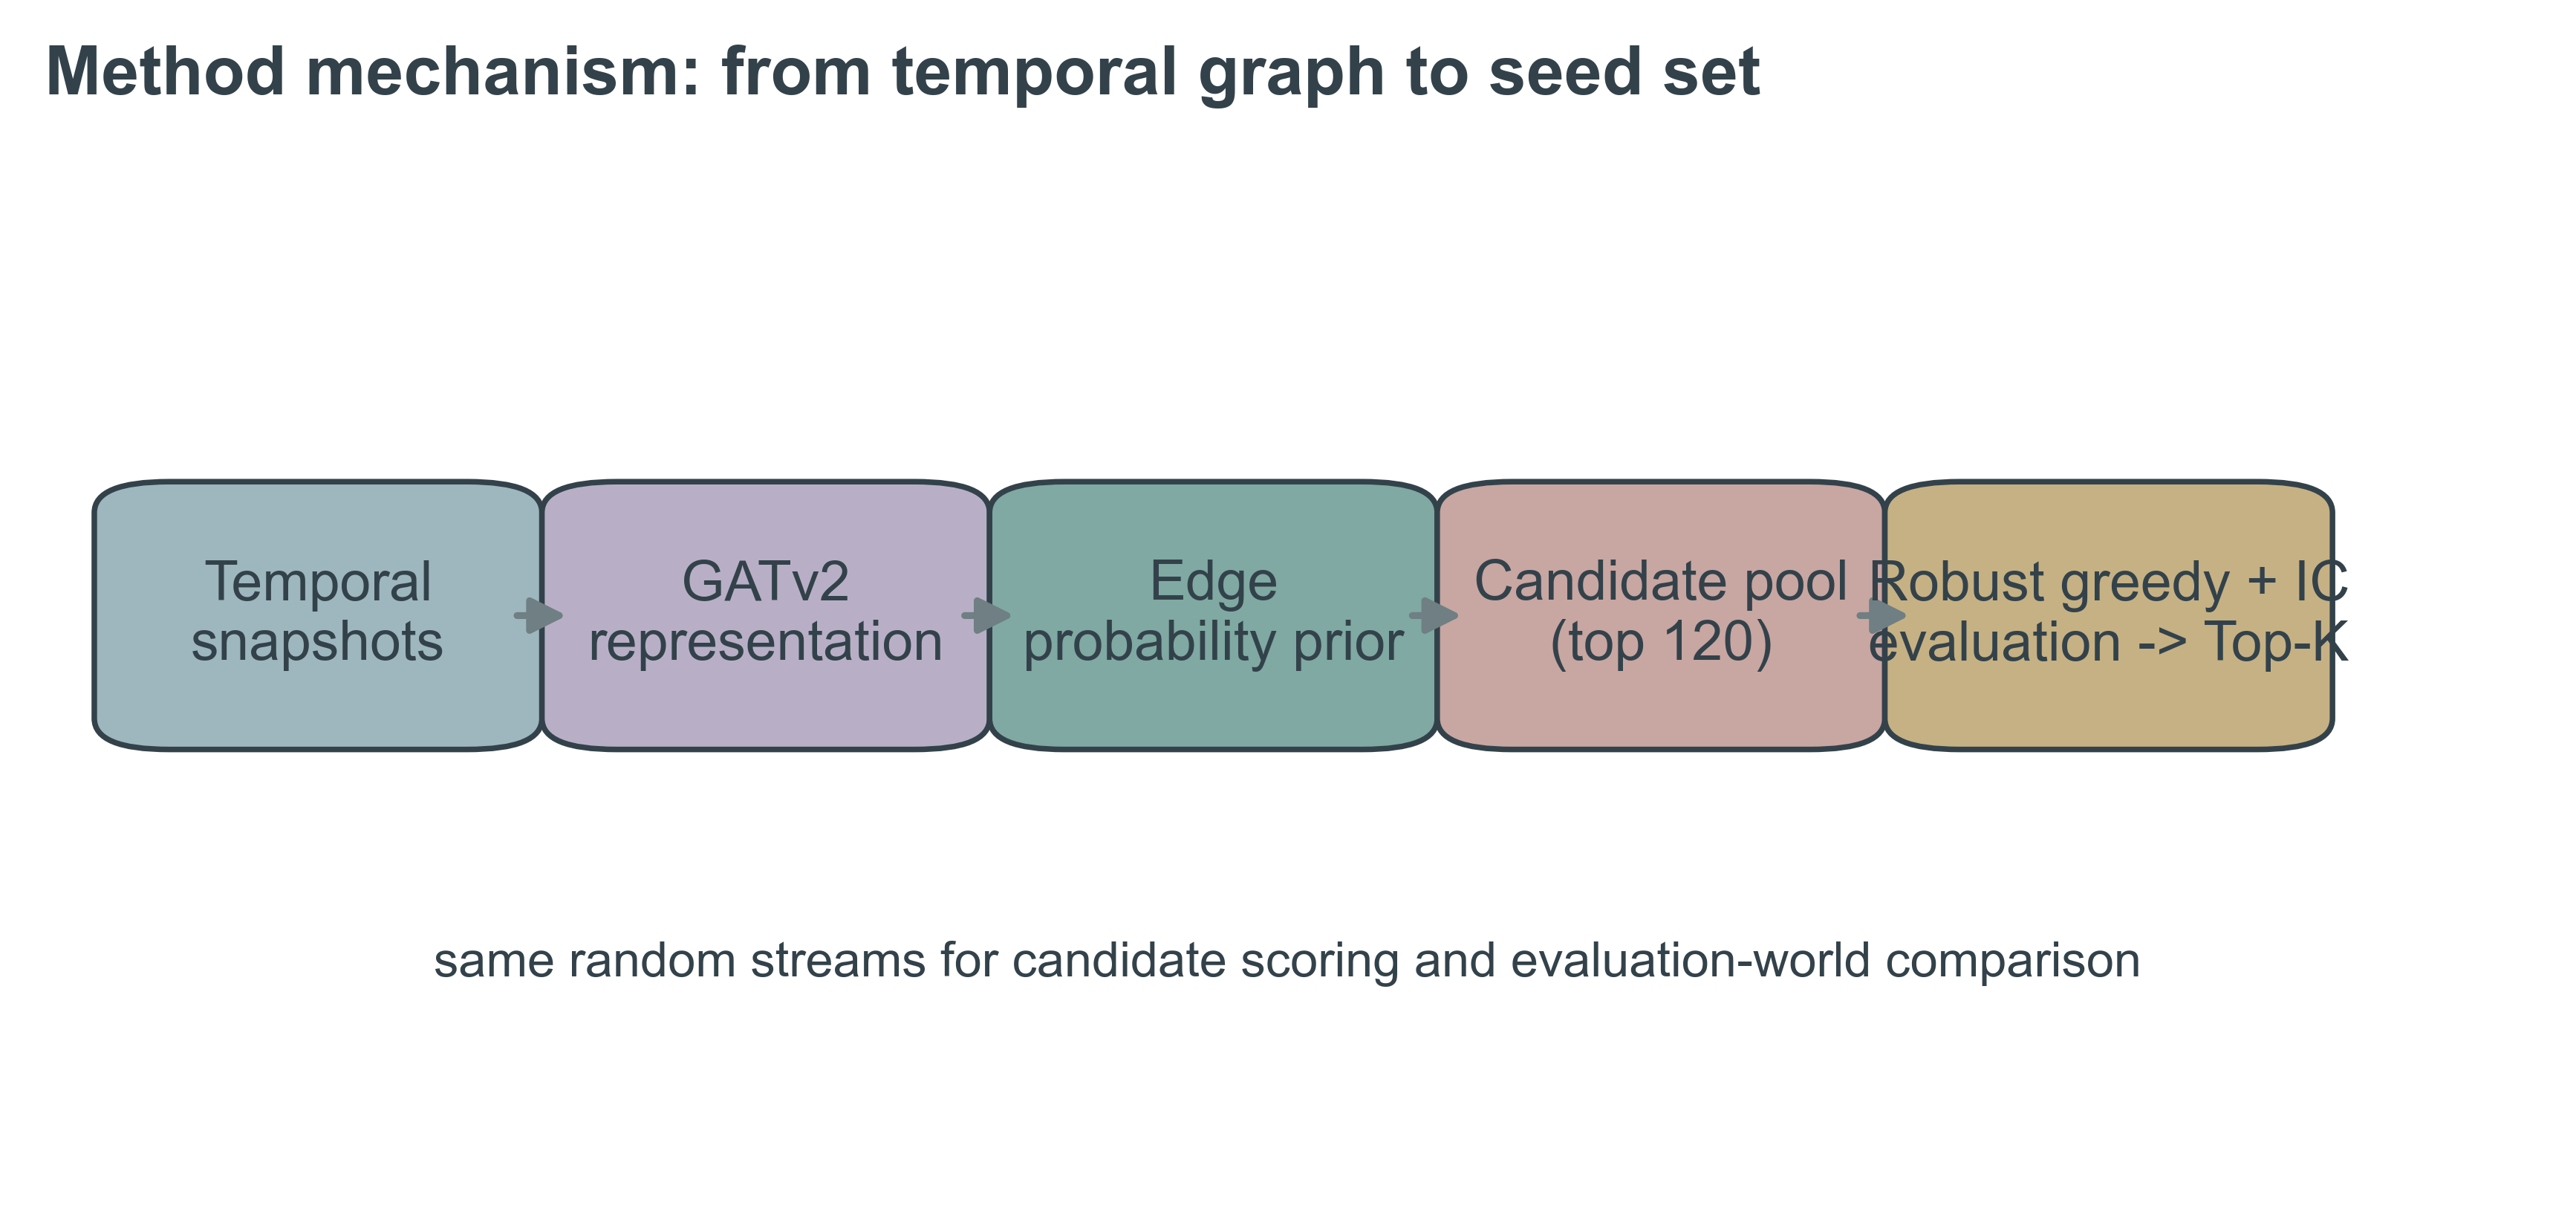 Method mechanism: from temporal graph to seed set
Temporal
snapshots
GATv2
representation
Edge
probability prior
Candidate pool
(top 120)
Robust greedy + IC
evaluation -> Top-K
same random streams for candidate scoring and evaluation-world comparison